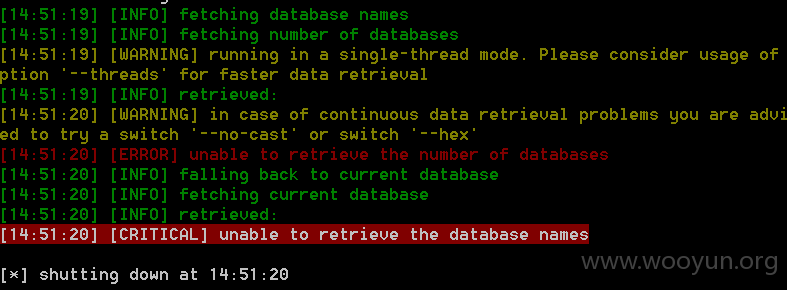 [14:51:19] [INFO] fetching database names
[14:51:19] [INFO] fetching number of databases
[14:51:19] [WARNING] running in a single-thread mode. Please consider usage of
ption '--threads' for faster data retrieval
[14:51:19] [INFO] retrieved:
[14:51:20] [WARNING] in case of continuous data retrieval problems you are advi
ed to try a switch '--no-cast' or switch '--hex'
[14:51:20] [ERROR] unable to retrieve the number of databases
[14:51:20] [INFO] falling back to current database
[14:51:20] [INFO] fetching current database
[14:51:20] [INFO] retrieved:
[14:51:20] [CRITICAL] unable to retrieve the database names
[*] shutting down at 14:51:20
www.wooyun.org